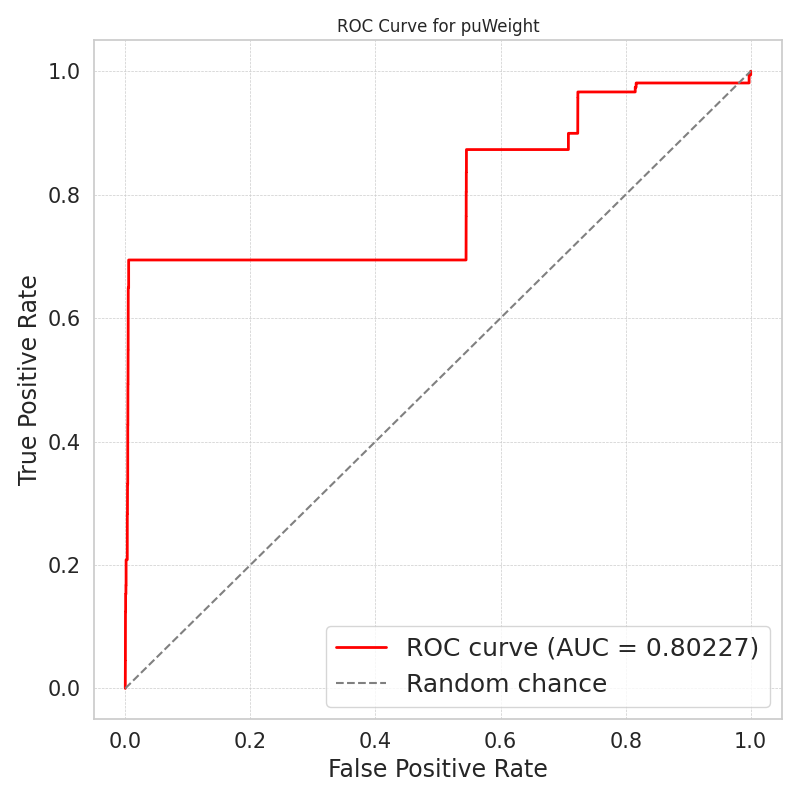 ROC Curve for puWeight
1.0
0.8
0.6
0.4
0.2
0.0
True Positive Rate
ROC curve (AUC = 0.80227)
Random chance
0.0 0.2 0.4 0.6 0.8 1.0
False Positive Rate